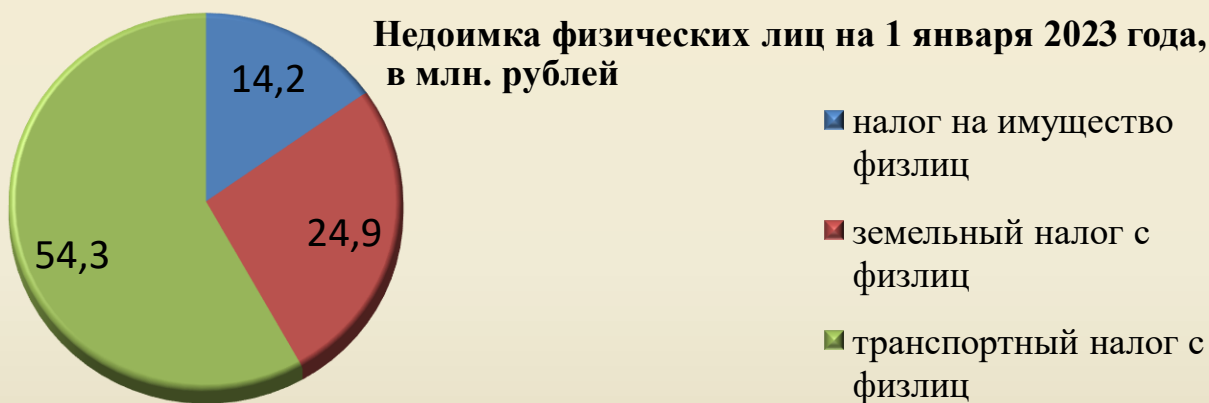 Недоимка физических лиц на 1 января 2023 года,
в млн. рублей
14,2
24,9
54,3
налог на имущество
физлиц
земельный налог с
физлиц
транспортный налог с
физлиц